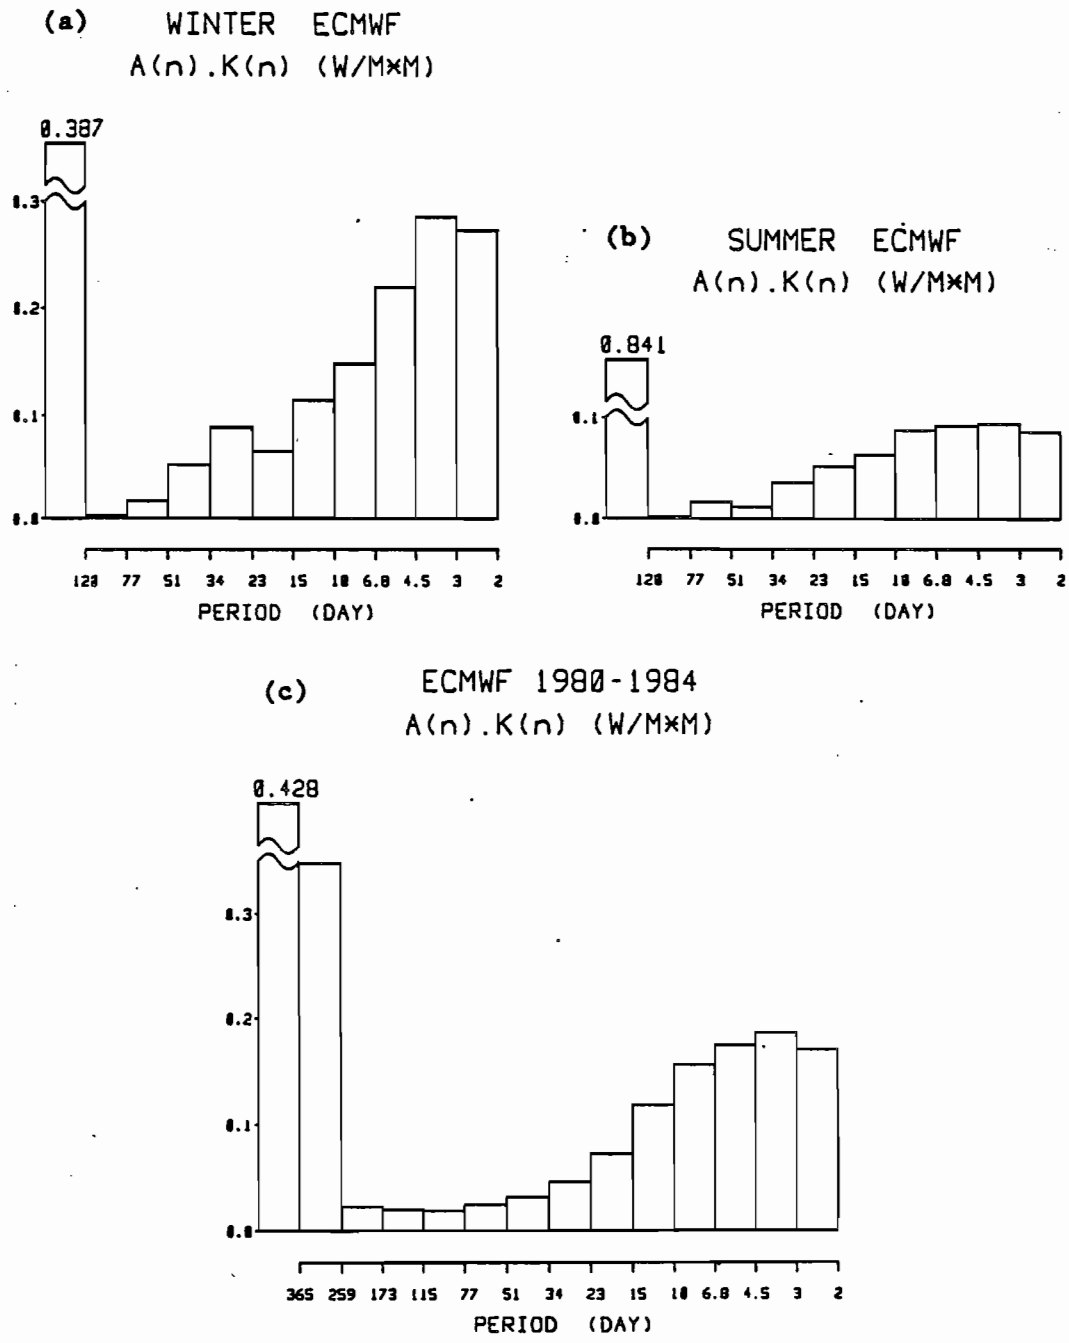 (a) WINTER ECMWF
A(n).K(n) (W/M*M)
0.387
0.3
0.2
0.1
0.0
128 77 51 34 23 15 10 6.8 4.5 3 2
PERIOD (DAY)
(b) SUMMER ECMWF
A(n).K(n) (W/M*M)
0.841
0.1
0.0
128 77 51 34 23 15 10 6.8 4.5 3 2
PERIOD (DAY)
(c) ECMWF 1980-1984
A(n).K(n) (W/M*M)
0.428
0.3
0.2
0.1
0.0
365 259 173 115 77 51 34 23 15 10 6.8 4.5 3 2
PERIOD (DAY)